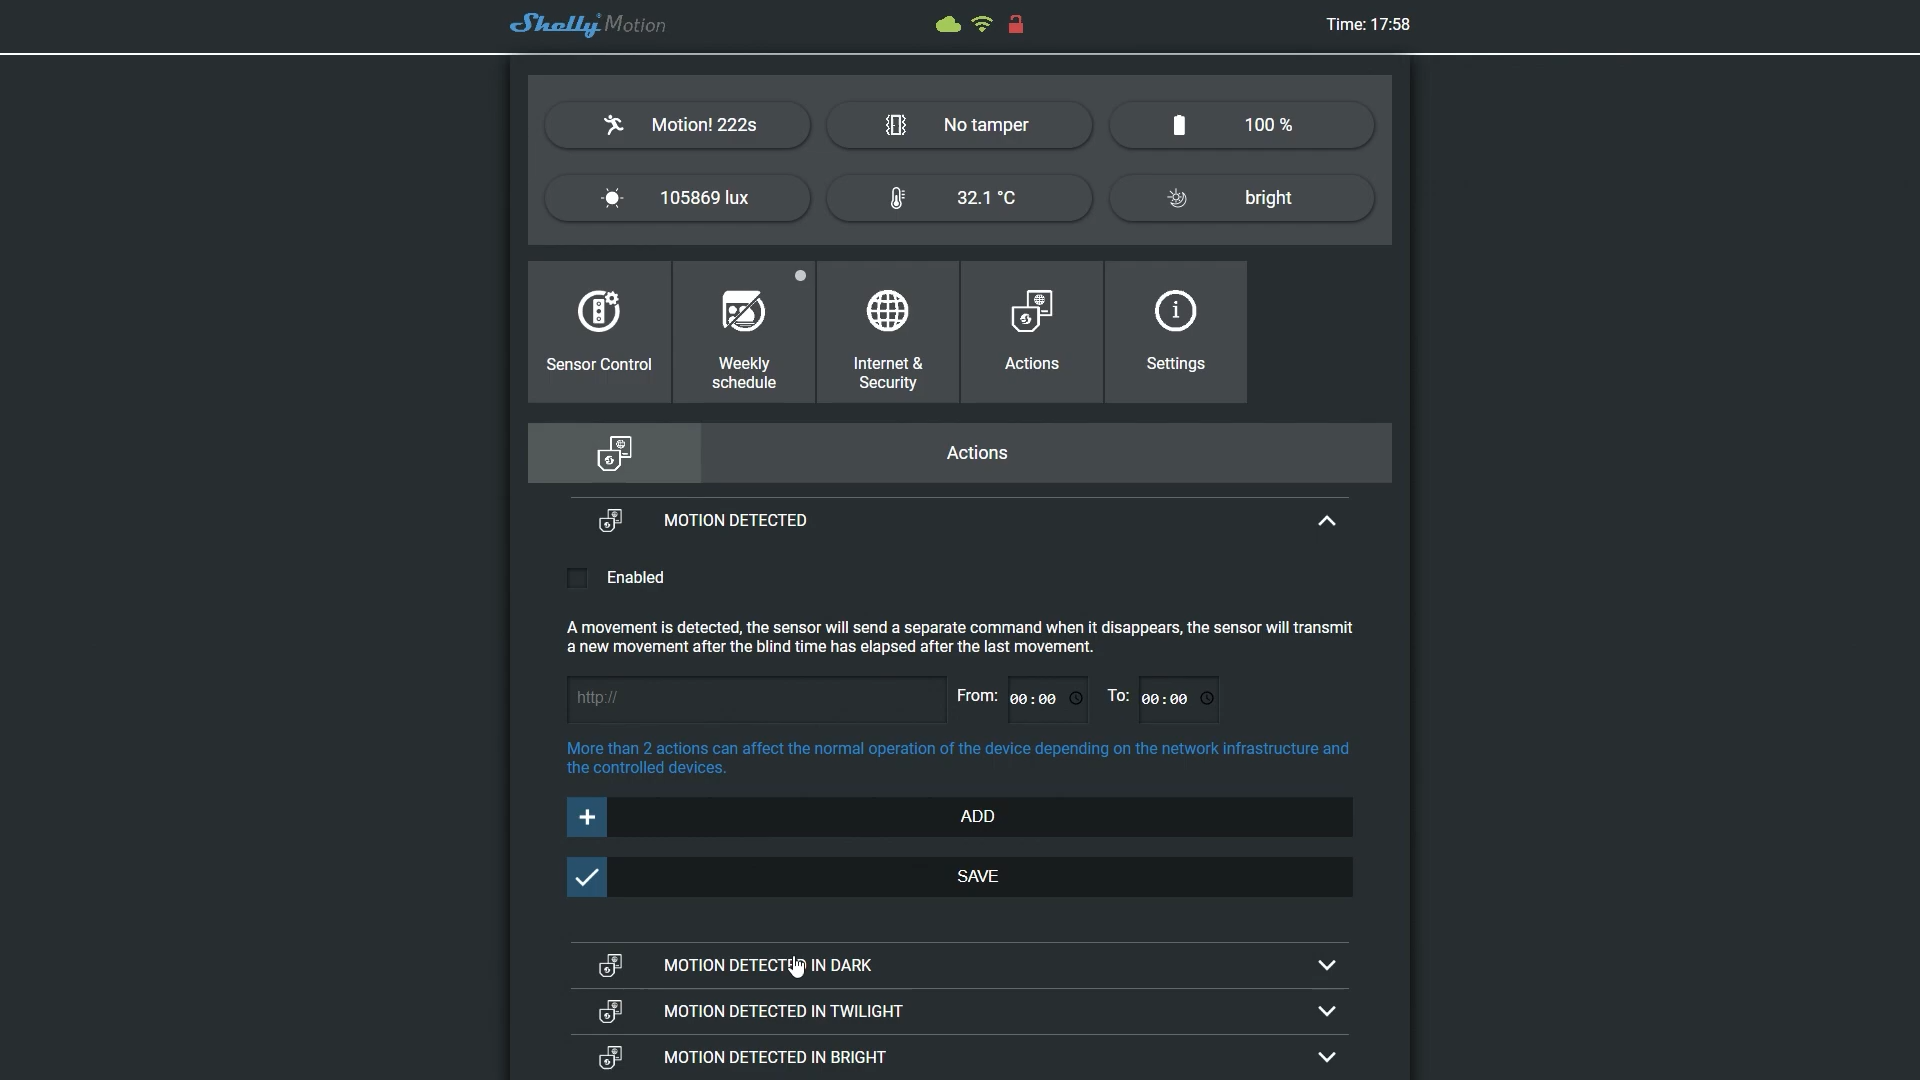 Shelly Motion
Time: 17:58
Motion! 222s
No tamper
100 %
105869 lux
32.1 °C
bright
Sensor Control
Weekly
schedule
Internet &
Security
Actions
Settings
Actions
MOTION DETECTED
Enabled
A movement is detected, the sensor will send a separate command when it disappears, the sensor will transmit
a new movement after the blind time has elapsed after the last movement.
http:// From: 00:00 To: 00:00
More than 2 actions can affect the normal operation of the device depending on the network infrastructure and
the controlled devices.
ADD
SAVE
MOTION DETECTED IN DARK
MOTION DETECTED IN TWILIGHT
MOTION DETECTED IN BRIGHT